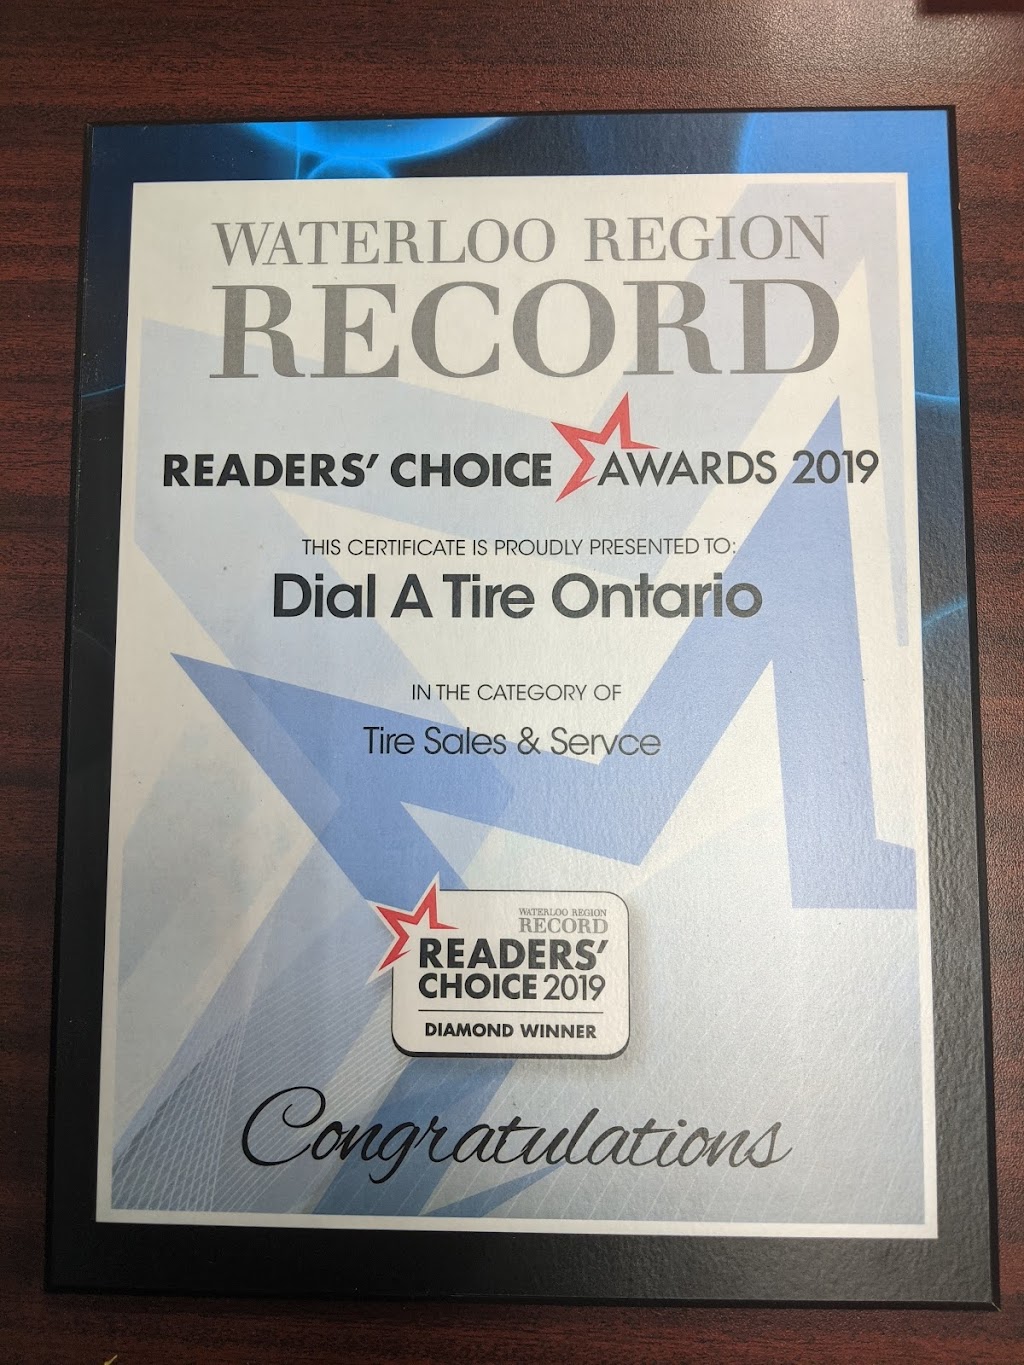 WATERLOO REGION
RECORD
READERS' CHOICE AWARDS 2019
THIS CERTIFICATE IS PROUDLY PRESENTED TO:
Dial A Tire Ontario
IN THE CATEGORY OF
Tire Sales & Servce
WATERLOO REGION
RECORD
READERS'
CHOICE 2019
DIAMOND WINNER
Congratulations